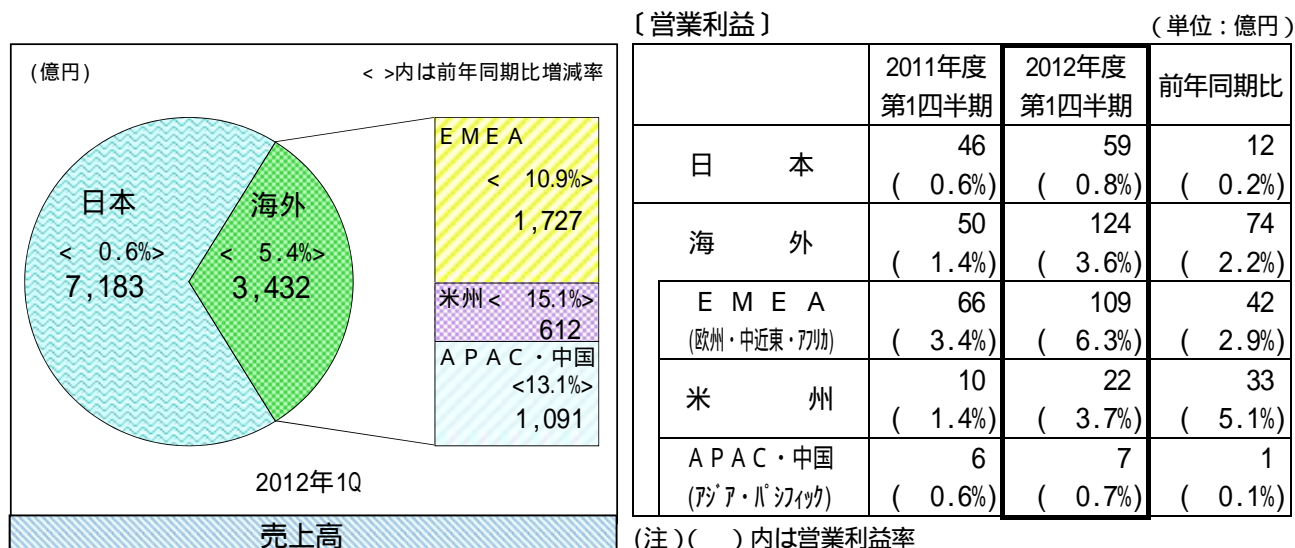 (億円)
< >内は前年同期比増減率
日本
< 0.6%>
7,183
海外
< 5.4%>
3,432
EMEA
< 10.9%>
1,727
米州< 15.1%>
612
APAC・中国
<13.1%>
1,091
2012年1Q
売上高
〔営業利益〕 (単位:億円)
2011年度 第1四半期 2012年度 第1四半期 前年同期比
日 本 46 59 12
( 0.6%) ( 0.8%) ( 0.2%)
海 外 50 124 74
( 1.4%) ( 3.6%) ( 2.2%)
EMEA 66 109 42
(欧州・中近東・アフリカ) ( 3.4%) ( 6.3%) ( 2.9%)
米 州 10 22 33
( 1.4%) ( 3.7%) ( 5.1%)
APAC・中国 6 7 1
(アジア・パシフィック) ( 0.6%) ( 0.7%) ( 0.1%)
(注)( )内は営業利益率